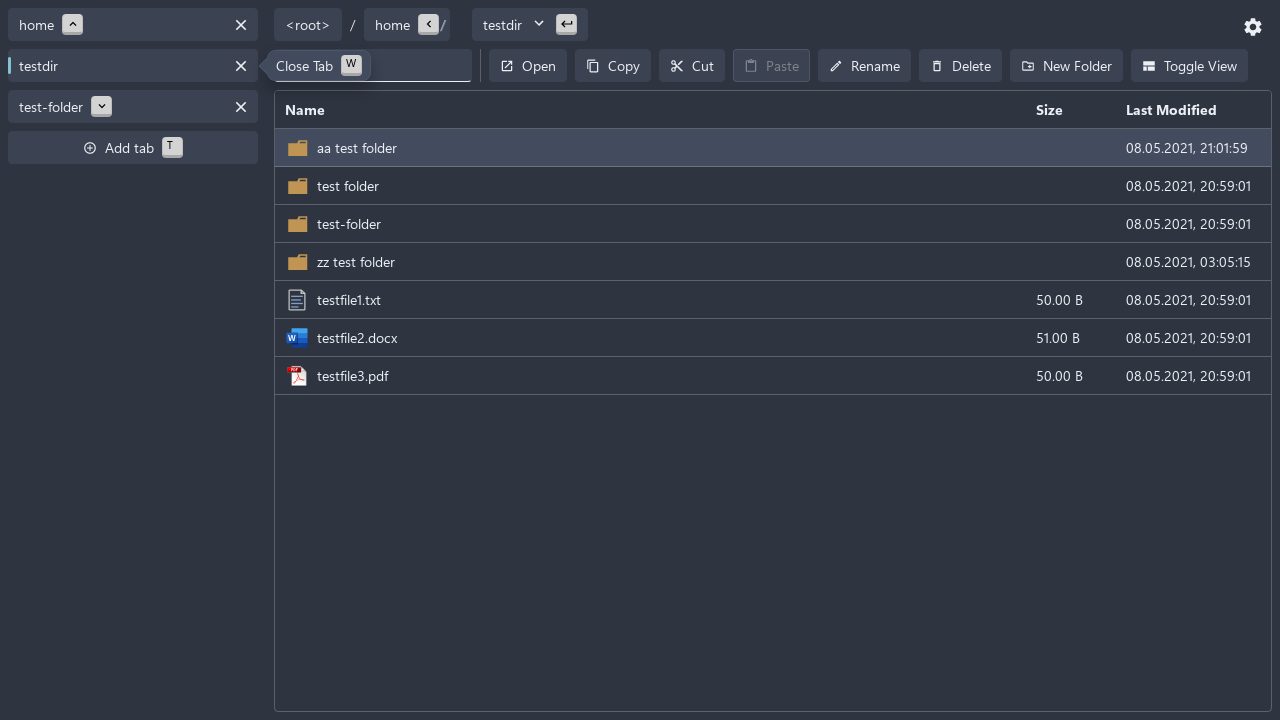 home
<root> / home / testdir
testdir
Close Tab W
Open Copy Cut Paste Rename Delete New Folder Toggle View
test-folder
Add tab T
Name Size Last Modified
aa test folder 08.05.2021, 21:01:59
test folder 08.05.2021, 20:59:01
test-folder 08.05.2021, 20:59:01
zz test folder 08.05.2021, 03:05:15
testfile1.txt 50.00 B 08.05.2021, 20:59:01
testfile2.docx 51.00 B 08.05.2021, 20:59:01
testfile3.pdf 50.00 B 08.05.2021, 20:59:01